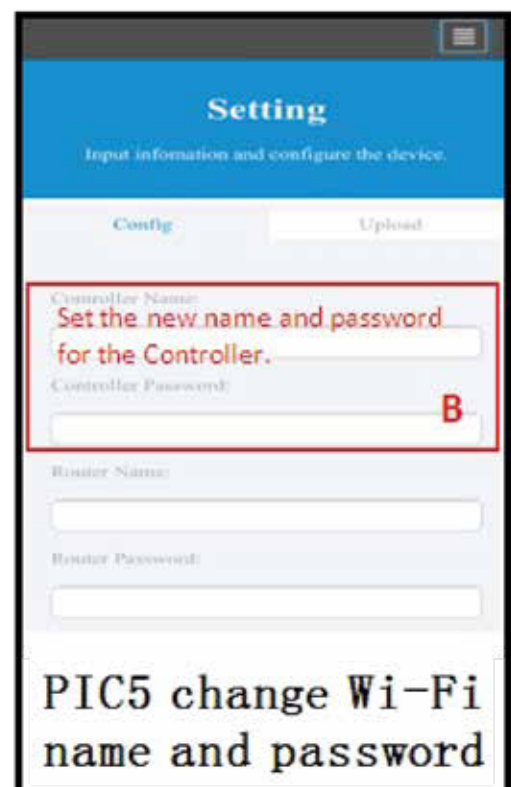 Setting
Input infomation and configure the device.
Config
Upload
Controller Name:
Set the new name and password
for the Controller.
Controller Password:
B
Router Name:
Router Password:
PIC5 change Wi-Fi
name and password